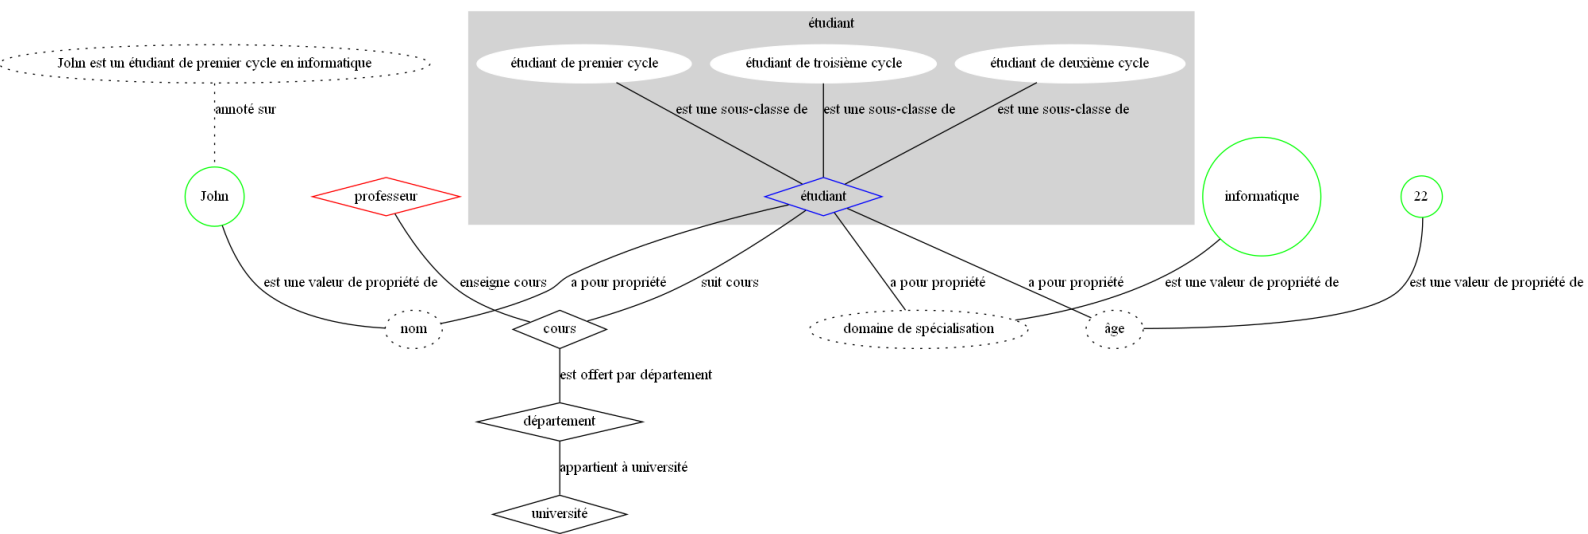 étudiant
John est un étudiant de premier cycle en informatique
étudiant de premier cycle
étudiant de troisième cycle
étudiant de deuxième cycle
annoté sur
est une sous-classe de
est une sous-classe de
est une sous-classe de
John
professeur
étudiant
informatique
22
est une valeur de propriété de
enseigne cours
a pour propriété
suit cours
a pour propriété
a pour propriété
est une valeur de propriété de
est une valeur de propriété de
nom
cours
domaine de spécialisation
âge
est offert par département
département
appartient à université
université